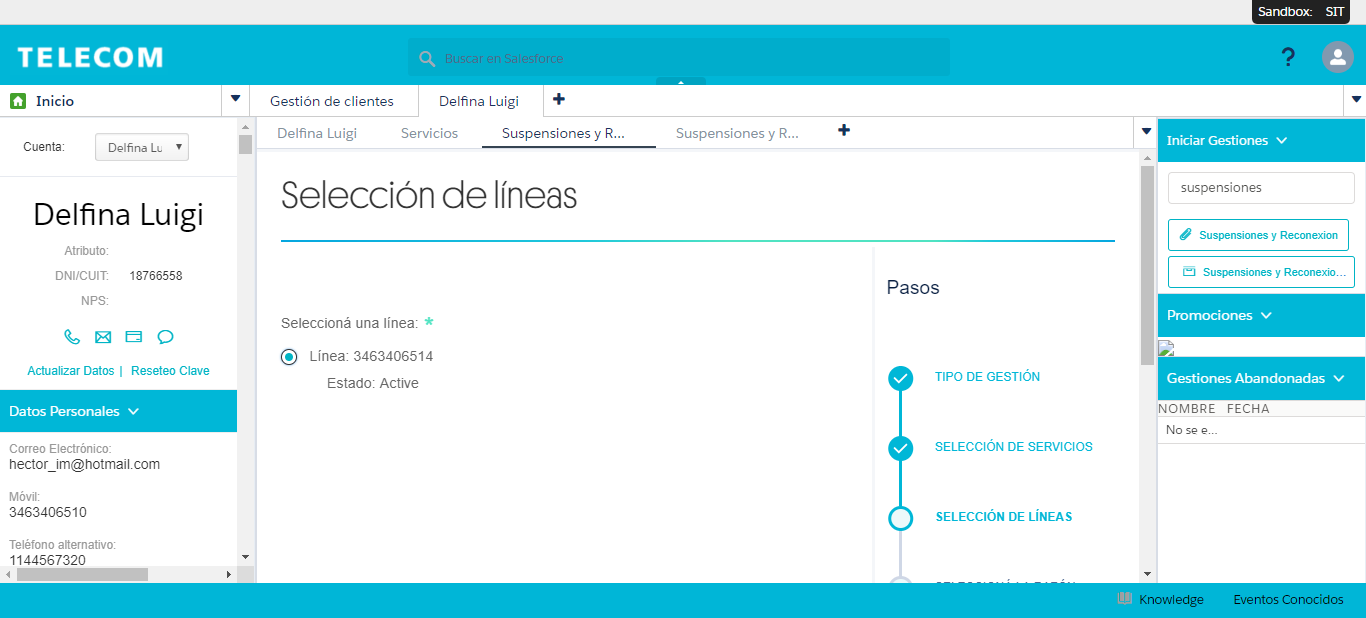 Sandbox: SIT
TELECOM
Buscar en Salesforce
?
Inicio
Gestión de clientes
Delfina Luigi
Delfina Luigi
Servicios
Suspensiones y R...
Suspensiones y R...
Cuenta:
Delfina Lu
Delfina Luigi
Atributo:
DNI/CUIT: 18766558
NPS:
Actualizar Datos | Reseteo Clave
Datos Personales
Correo Electrónico:
hector_im@hotmail.com
Móvil:
3463406510
Teléfono alternativo:
1144567320
Selección de líneas
Seleccioná una línea: *
Línea: 3463406514
Estado: Active
Pasos
TIPO DE GESTIÓN
SELECCIÓN DE SERVICIOS
SELECCIÓN DE LÍNEAS
Iniciar Gestiones
suspensiones
Suspensiones y Reconexion
Suspensiones y Reconexio...
Promociones
Gestiones Abandonadas
NOMBRE FECHA
No se e...
Knowledge
Eventos Conocidos